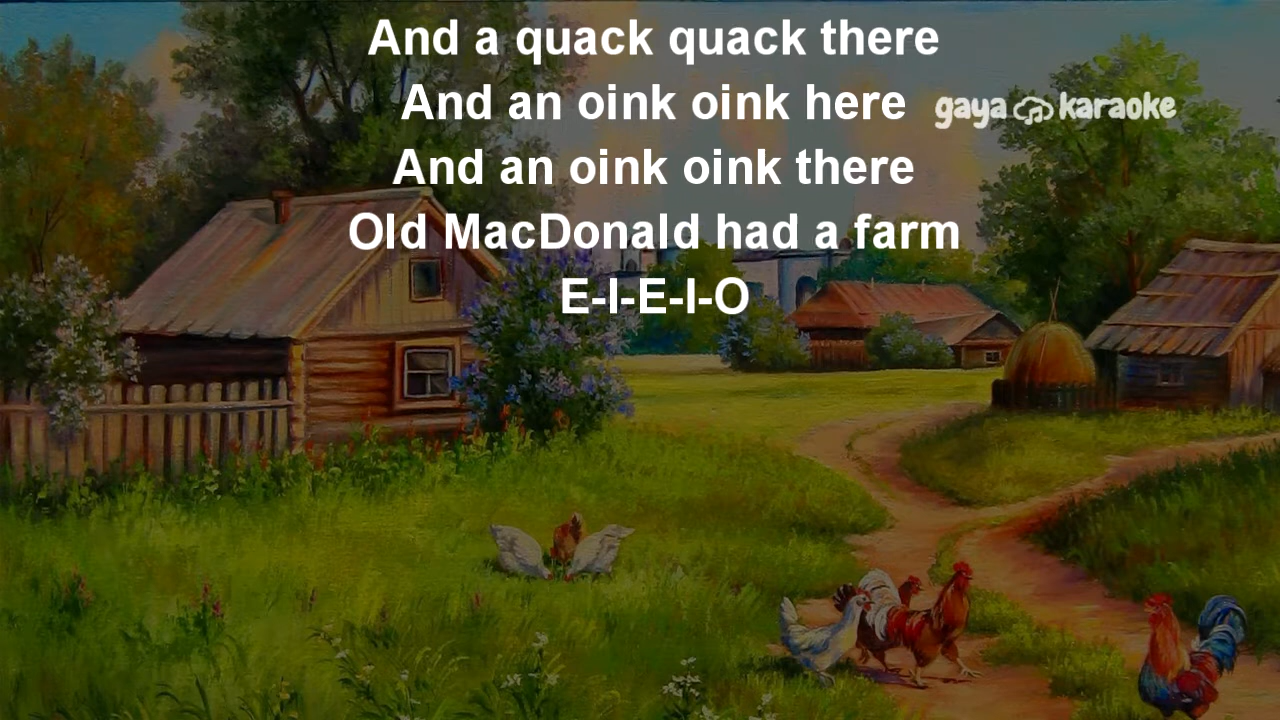 And a quack quack there
And an oink oink here
gaya karaoke
And an oink oink there
Old MacDonald had a farm
E-I-E-I-O